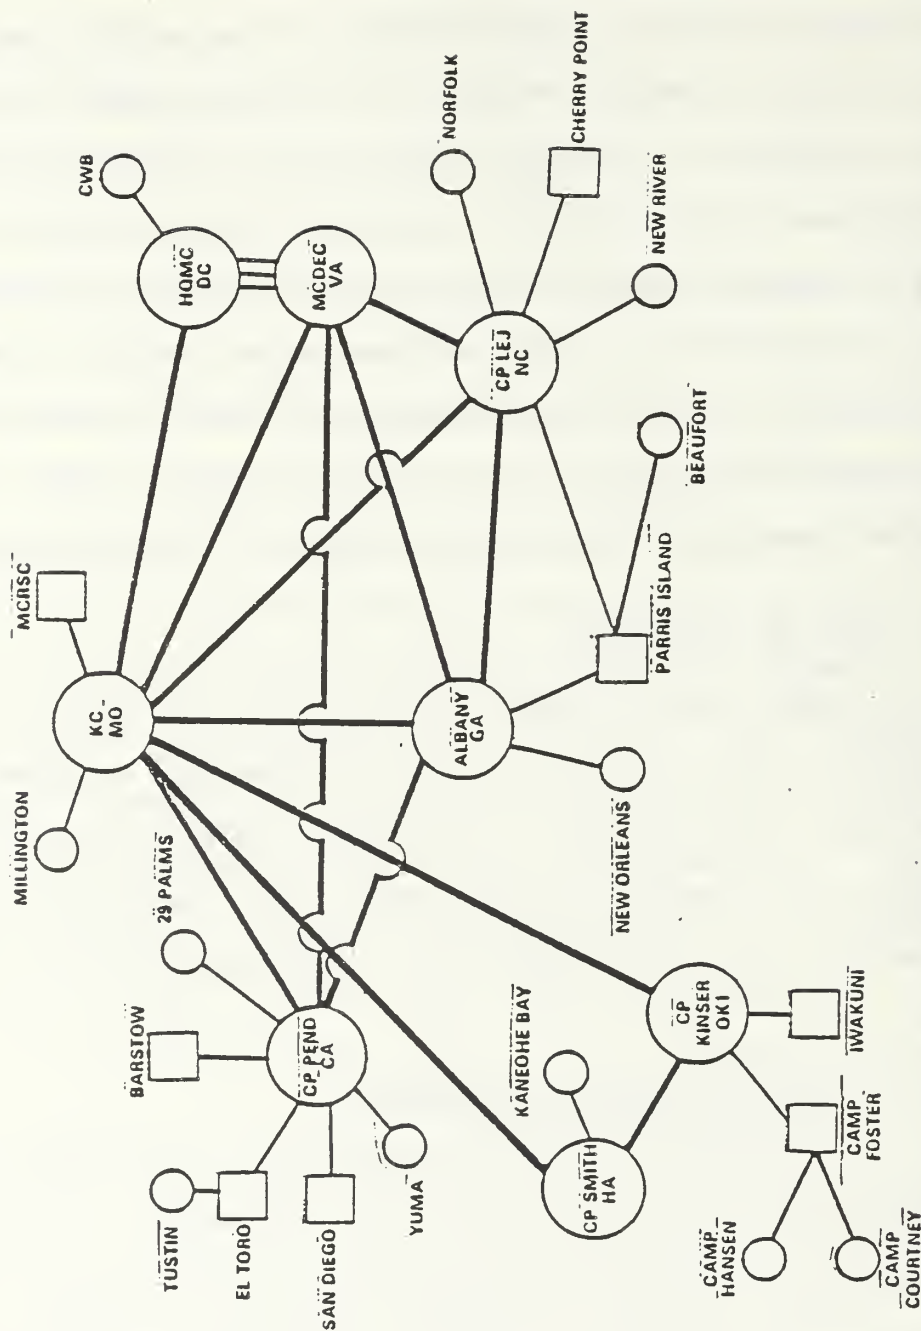 CWB
HQMC
DC
MCDEC
VA
NORFOLK
CHERRY POINT
NEW RIVER
CP LEJ
NC
BEAUFORT
PARRIS ISLAND
MCRSC
KC
MO
MILLINGTON
ALBANY
GA
NEW ORLEANS
29 PALMS
BARSTOW
CP PEND
CA
TUSTIN
EL TORO
SAN DIEGO
YUMA
KANEOHE BAY
CP SMITH
HA
CP
KINSER
OKI
IWAKUNI
CAMP
FOSTER
CAMP
HANSEN
CAMP
COURTNEY